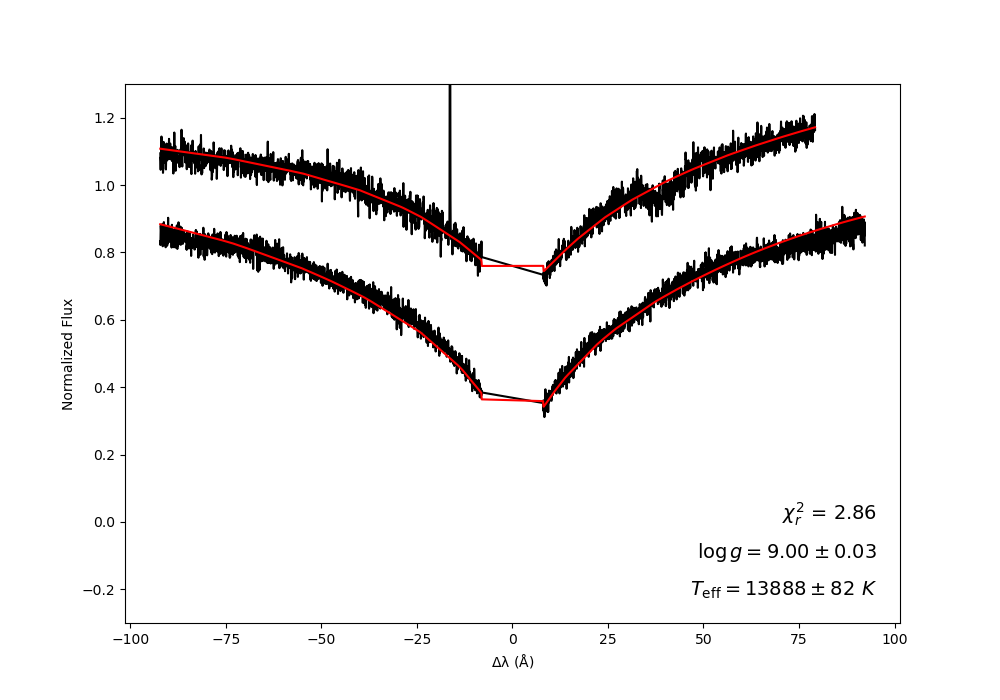 1.2
1.0
0.8
0.6
0.4
0.2
0.0
−0.2
Normalized Flux
χ²ᵣ = 2.86
log g = 9.00 ± 0.03
T_eff = 13888 ± 82 K
−100 −75 −50 −25 0 25 50 75 100
Δλ (Å)